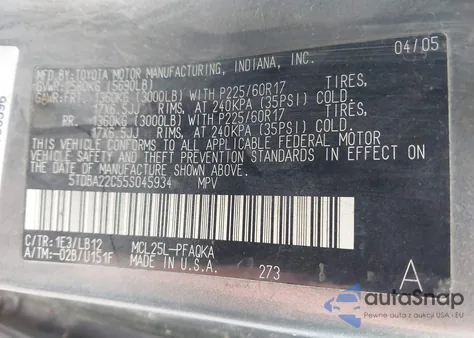 MFD. BY: TOYOTA MOTOR MANUFACTURING, INDIANA, INC. 04/05
GVWR 2580KG (5690LB)
GAWR: FRT. 1360KG (3000LB) WITH P225/60R17 TIRES,
17X6.5JJ RIMS, AT 240KPA (35PSI) COLD.
RR. 1360KG (3000LB) WITH P225/60R17 TIRES,
17X6.5JJ RIMS, AT 240KPA (35PSI) COLD.
THIS VEHICLE CONFORMS TO ALL APPLICABLE FEDERAL MOTOR
VEHICLE SAFETY AND THEFT PREVENTION STANDARDS IN EFFECT ON
THE DATE OF MANUFACTURE SHOWN ABOVE.
5TDBA22C55S045934 MPV
C/TR: 1E3/LB12 MCL25L-PFAQKA
A/TM:-02B/U151F MADE IN U.S.A. 273 A
autoSnap
Pewne auta z aukcji USA i EU